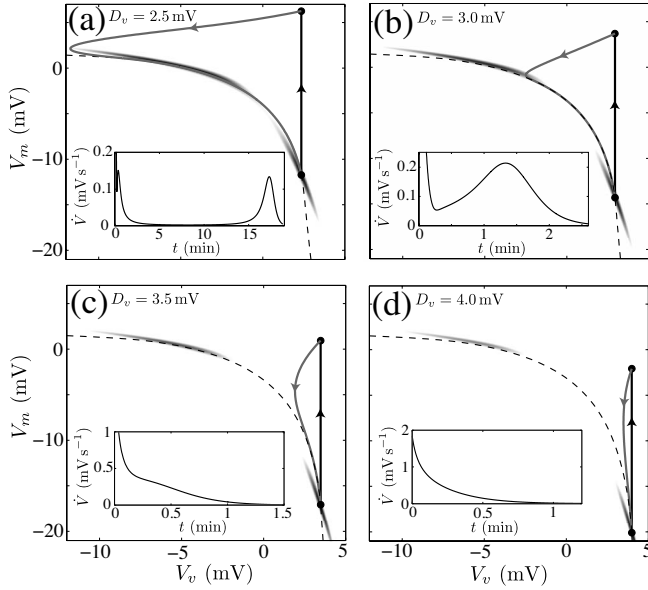 (a) D_v = 2.5 mV
(b) D_v = 3.0 mV
0
−10
−20
V_m (mV)
0.2
0.1
0
V̇ (mV s⁻¹)
0 5 10 15
t (min)
0.2
0.1
0
V̇ (mV s⁻¹)
0 1 2
t (min)
(c) D_v = 3.5 mV
(d) D_v = 4.0 mV
0
−10
−20
V_m (mV)
1
0.5
0
V̇ (mV s⁻¹)
0 0.5 1 1.5
t (min)
2
1
0
V̇ (mV s⁻¹)
0 0.5 1
t (min)
−10 −5 0 5
V_v (mV)
−10 −5 0 5
V_v (mV)